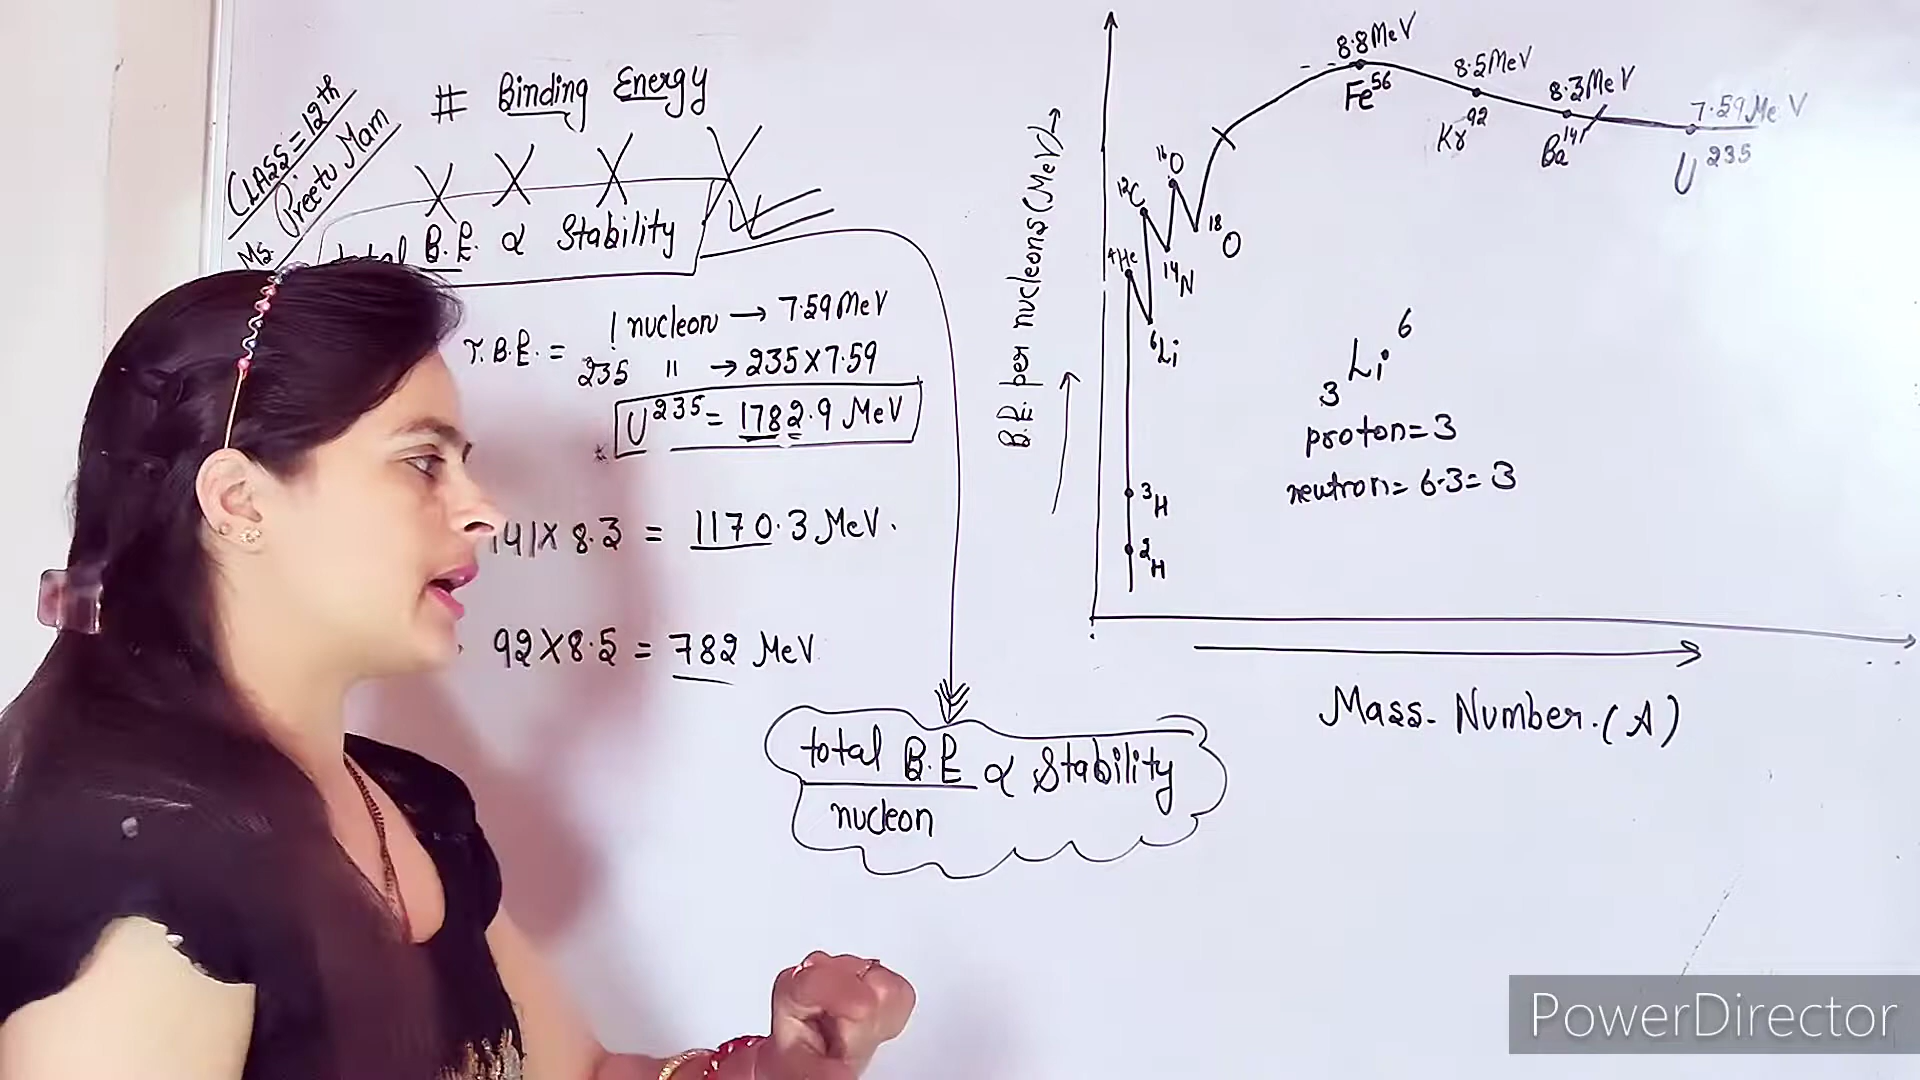 CLASS = 12th
Ms. Preetu Mam
# Binding Energy
total B.E. ∝ Stability
T.B.E. = 1 nucleon → 7.59 MeV
235 " → 235×7.59
U²³⁵ = 1782.9 MeV
141×8.3 = 1170.3 MeV.
92×8.5 = 782 MeV
total B.E ∝ Stability
nucleon
B.E. per nucleons (MeV) →
8.8 MeV
Fe⁵⁶
8.5 MeV
Kr⁹²
8.3 MeV
Ba¹⁴¹
7.59 MeV
U²³⁵
¹⁶O
¹²C
¹⁸O
⁴He
¹⁴N
⁶Li
³H
²H
₃Li⁶
proton = 3
neutron = 6-3 = 3
Mass. Number. (A)
PowerDirector